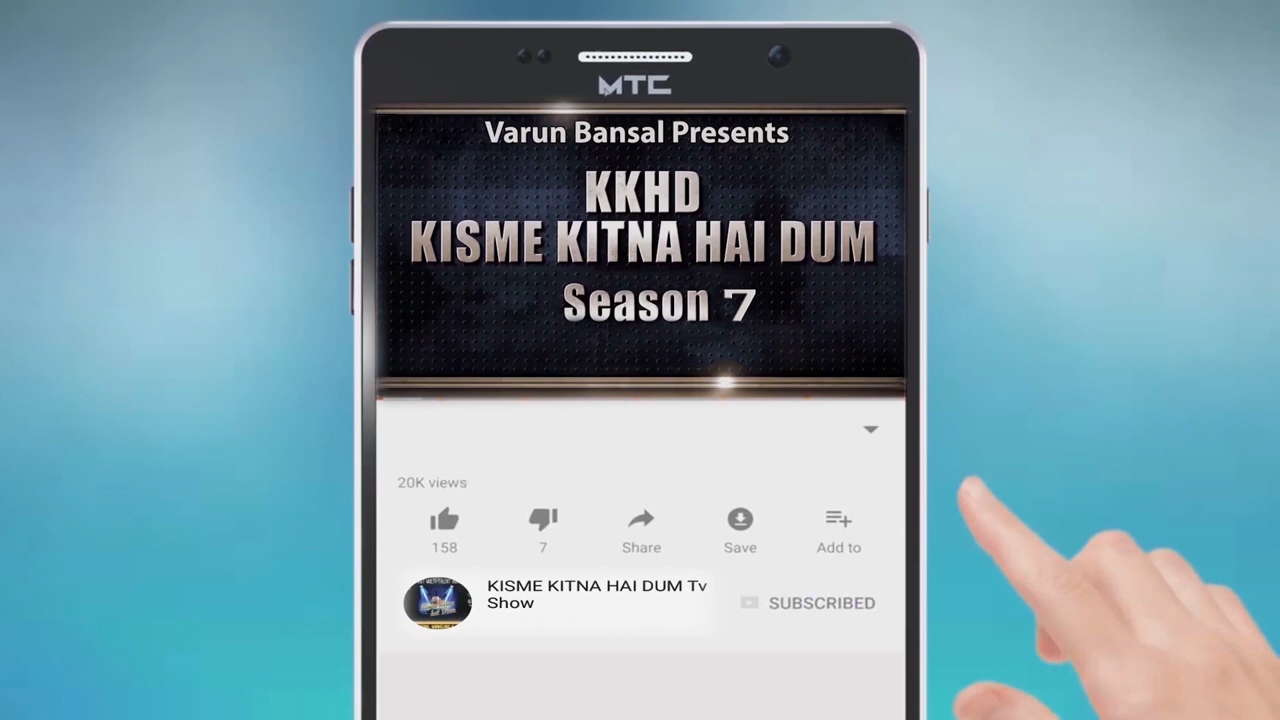 MTC
Varun Bansal Presents
KKHD
KISME KITNA HAI DUM
Season 7
20K views
158
7
Share
Save
Add to
KISME KITNA HAI DUM Tv
Show
SUBSCRIBED